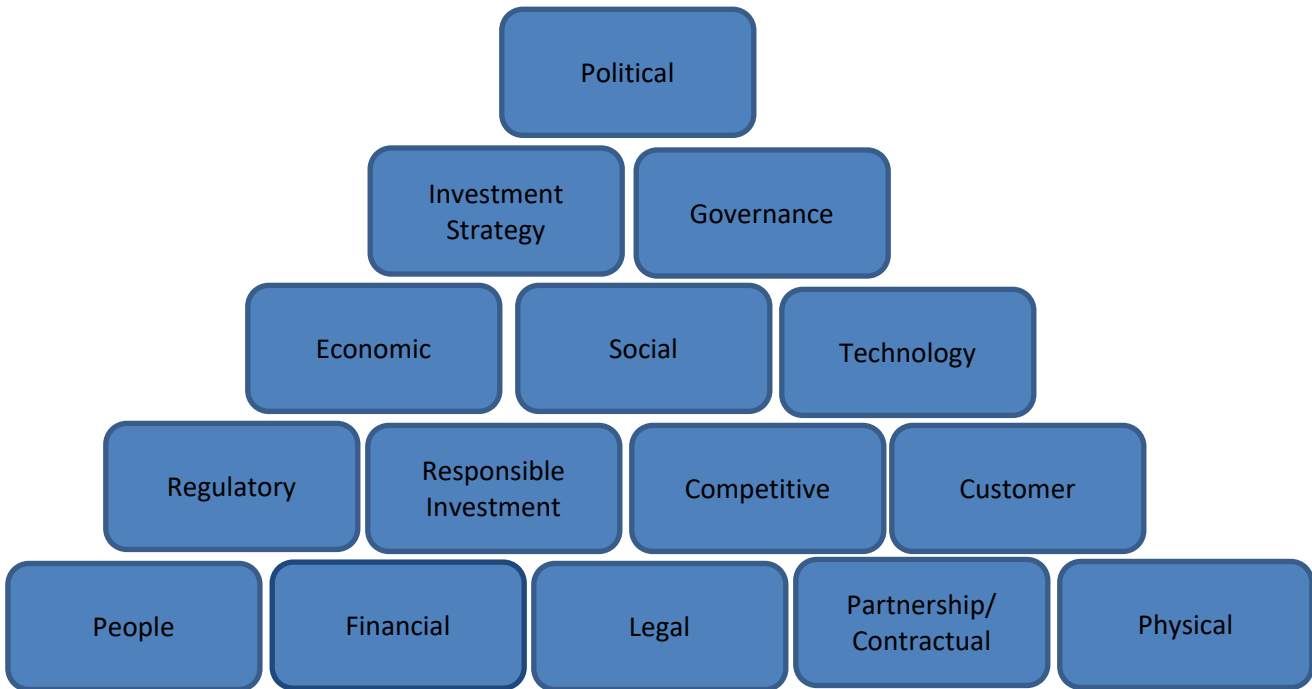 Political
Investment
Strategy
Governance
Economic
Social
Technology
Regulatory
Responsible
Investment
Competitive
Customer
People
Financial
Legal
Partnership/
Contractual
Physical